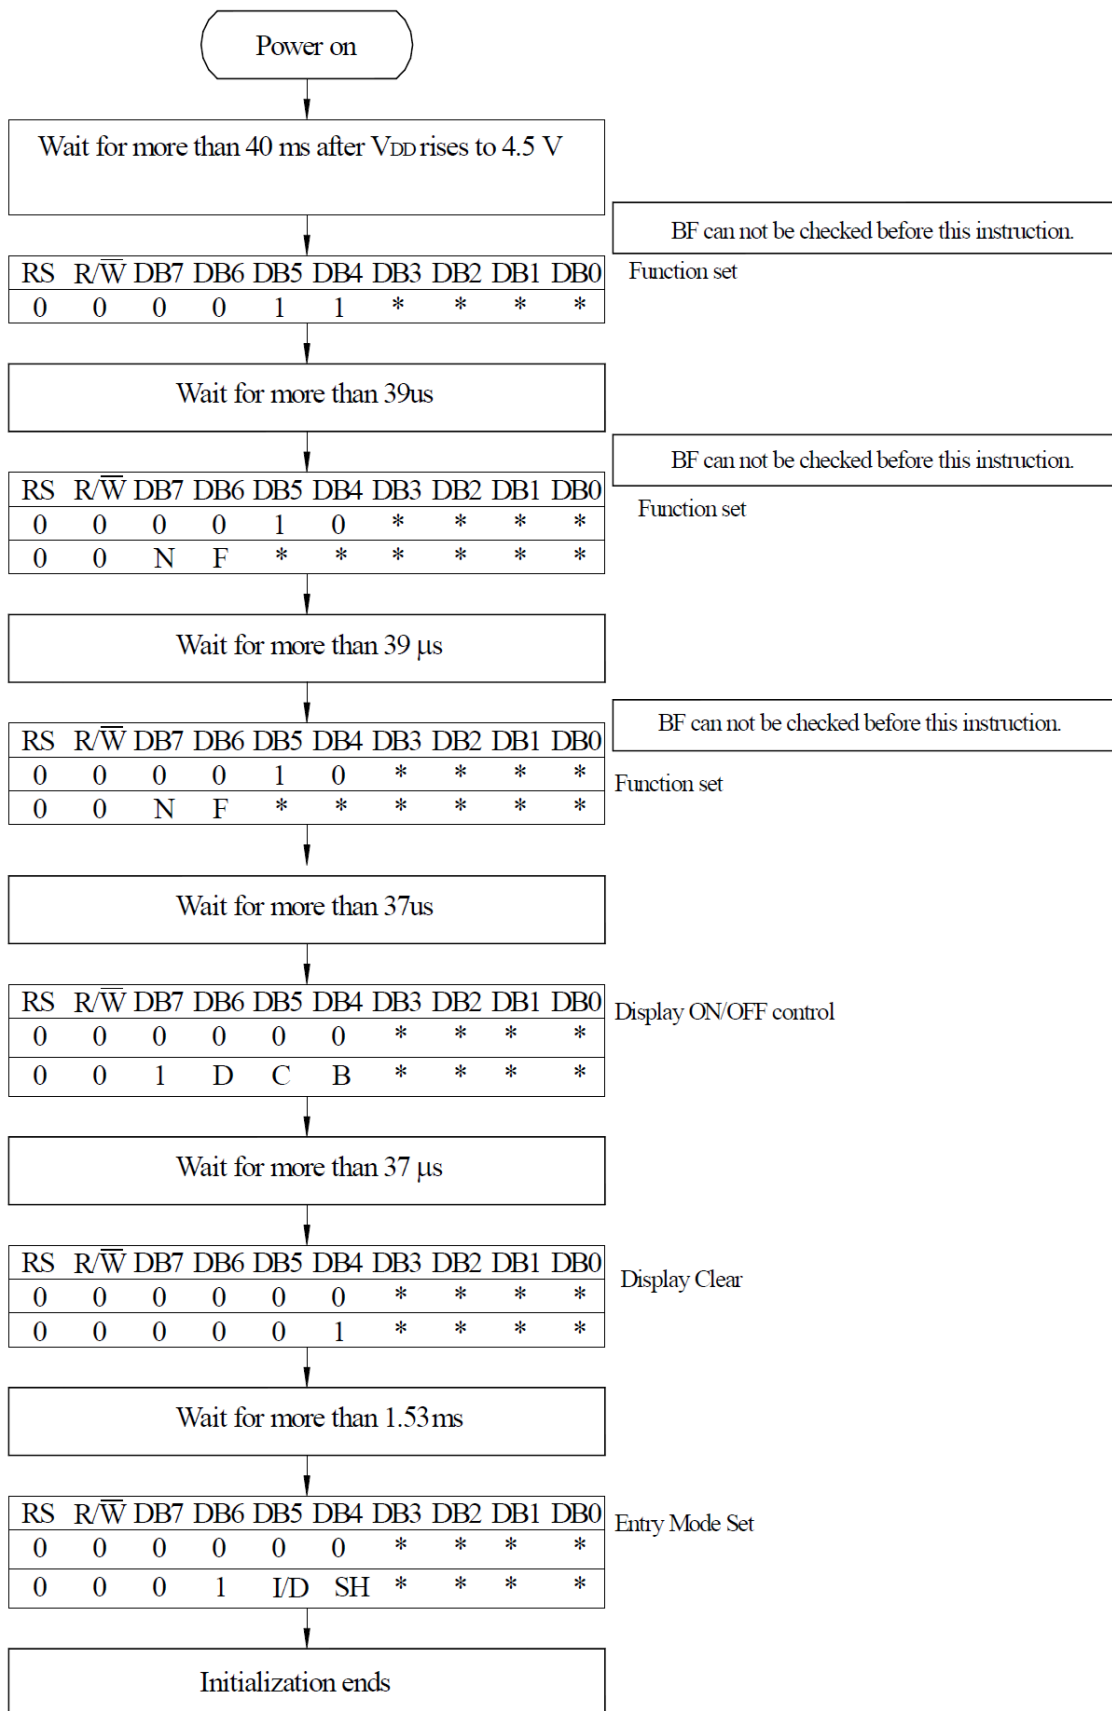 Power on
Wait for more than 40 ms after VDD rises to 4.5 V
BF can not be checked before this instruction.
RS R/W̅ DB7 DB6 DB5 DB4 DB3 DB2 DB1 DB0
Function set
0 0 0 0 1 1 * * * *
Wait for more than 39us
BF can not be checked before this instruction.
RS R/W̅ DB7 DB6 DB5 DB4 DB3 DB2 DB1 DB0
Function set
0 0 0 0 1 0 * * * *
0 0 N F * * * * * *
Wait for more than 39 μs
BF can not be checked before this instruction.
RS R/W̅ DB7 DB6 DB5 DB4 DB3 DB2 DB1 DB0
0 0 0 0 1 0 * * * *
Function set
0 0 N F * * * * * *
Wait for more than 37us
RS R/W̅ DB7 DB6 DB5 DB4 DB3 DB2 DB1 DB0
Display ON/OFF control
0 0 0 0 0 0 * * * *
0 0 1 D C B * * * *
Wait for more than 37 μs
RS R/W̅ DB7 DB6 DB5 DB4 DB3 DB2 DB1 DB0
Display Clear
0 0 0 0 0 0 * * * *
0 0 0 0 0 1 * * * *
Wait for more than 1.53ms
RS R/W̅ DB7 DB6 DB5 DB4 DB3 DB2 DB1 DB0
Entry Mode Set
0 0 0 0 0 0 * * * *
0 0 0 1 I/D SH * * * *
Initialization ends